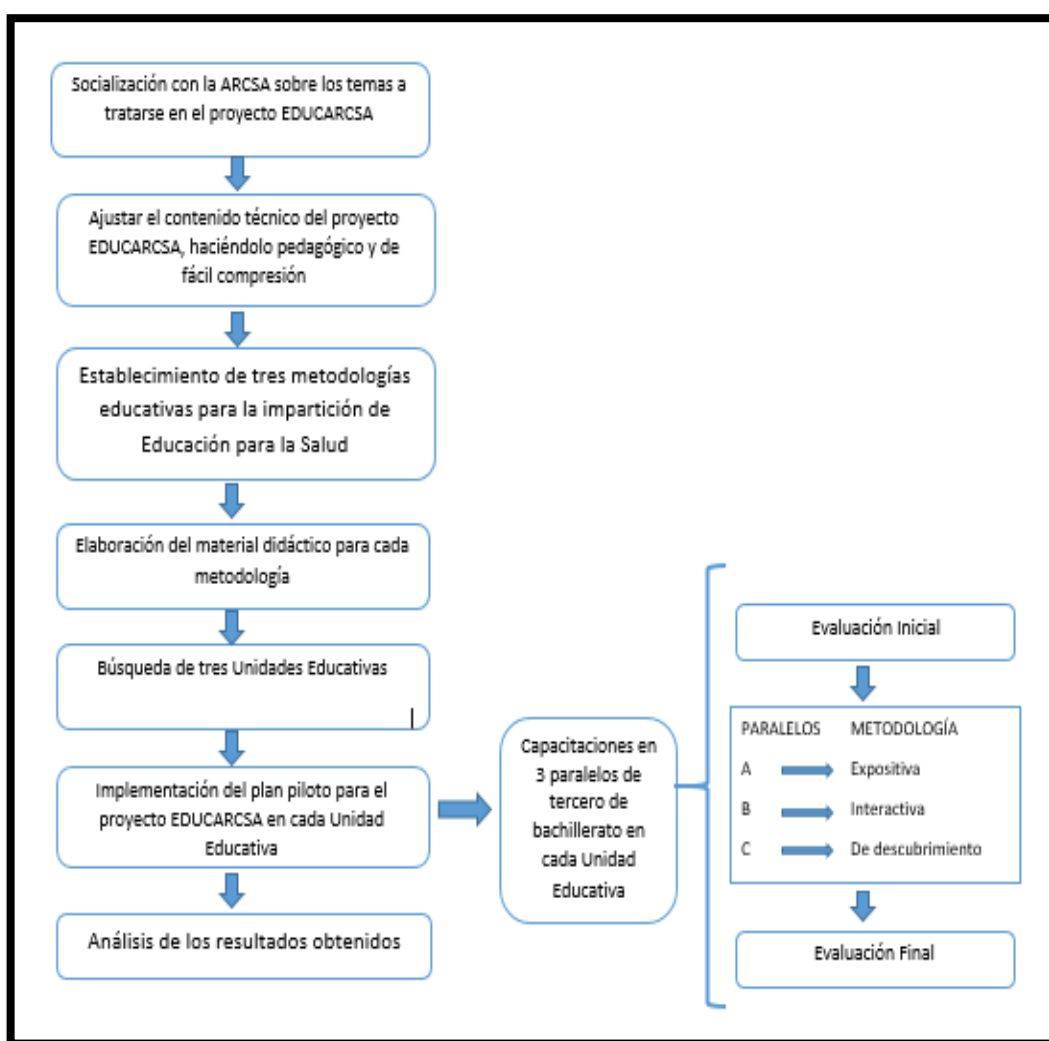 Socialización con la ARCSA sobre los temas a
tratarse en el proyecto EDUCARCSA
Ajustar el contenido técnico del proyecto
EDUCARCSA, haciéndolo pedagógico y de
fácil compresión
Establecimiento de tres metodologías
educativas para la impartición de
Educación para la Salud
Elaboración del material didáctico para cada
metodología
Búsqueda de tres Unidades Educativas
Implementación del plan piloto para el
proyecto EDUCARCSA en cada Unidad
Educativa
Análisis de los resultados obtenidos
Capacitaciones en
3 paralelos de
tercero de
bachillerato en
cada Unidad
Educativa
Evaluación Inicial
PARALELOS METODOLOGÍA
A Expositiva
B Interactiva
C De descubrimiento
Evaluación Final